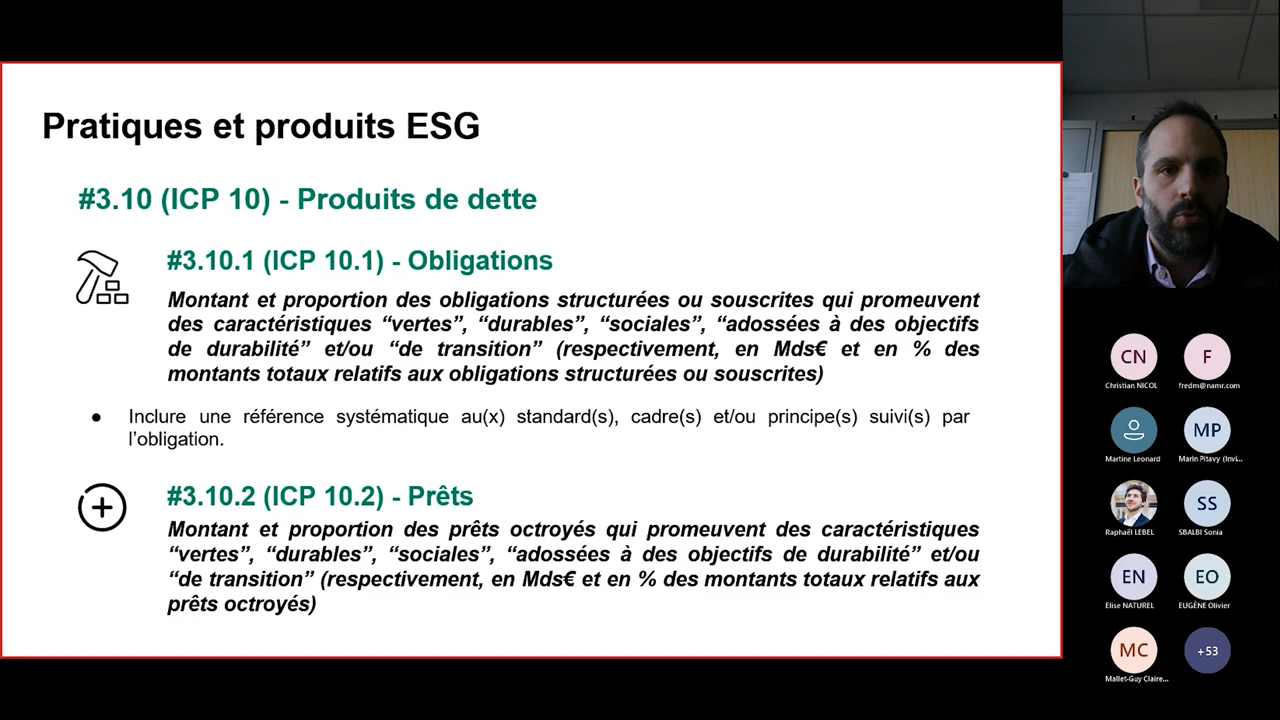 Pratiques et produits ESG
#3.10 (ICP 10) - Produits de dette
#3.10.1 (ICP 10.1) - Obligations
Montant et proportion des obligations structurées ou souscrites qui promeuvent
des caractéristiques “vertes”, “durables”, “sociales”, “adossées à des objectifs
de durabilité” et/ou “de transition” (respectivement, en Mds€ et en % des
montants totaux relatifs aux obligations structurées ou souscrites)
● Inclure une référence systématique au(x) standard(s), cadre(s) et/ou principe(s) suivi(s) par
l’obligation.
#3.10.2 (ICP 10.2) - Prêts
Montant et proportion des prêts octroyés qui promeuvent des caractéristiques
“vertes”, “durables”, “sociales”, “adossées à des objectifs de durabilité” et/ou
“de transition” (respectivement, en Mds€ et en % des montants totaux relatifs aux
prêts octroyés)
CN
Christian NICOL
F
fredm@namr.com
Martine Leonard
MP
Marin Pitavy (Invi...
Raphaël LEBEL
SS
SBALBI Sonia
EN
Elise NATUREL
EO
EUGÈNE Olivier
MC
Mallet-Guy Claire...
+53